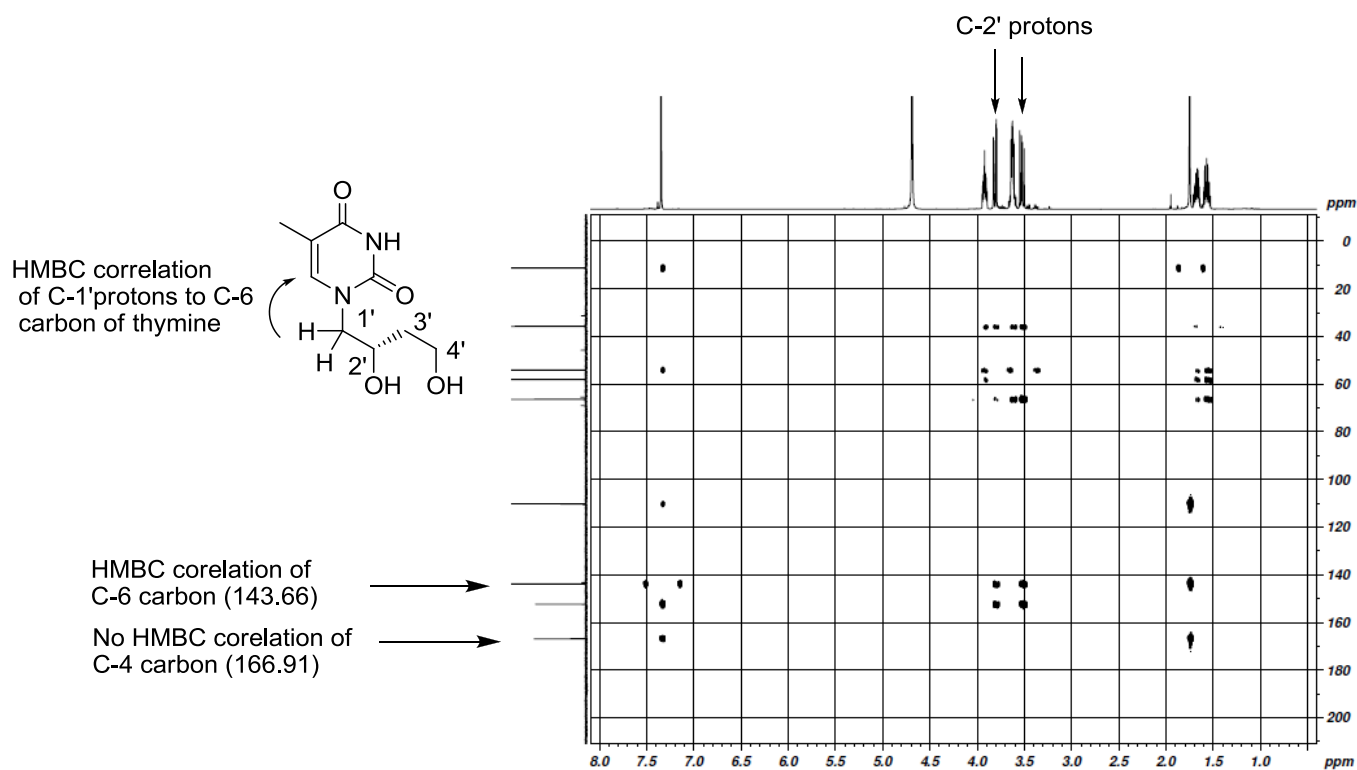 C-2' protons
O
NH
N
O
HMBC correlation
of C-1'protons to C-6
carbon of thymine
H
1'
3'
H
2'
4'
OH
OH
HMBC corelation of
C-6 carbon (143.66)
No HMBC corelation of
C-4 carbon (166.91)
ppm
0
20
40
60
80
100
120
140
160
180
200
8.0 7.5 7.0 6.5 6.0 5.5 5.0 4.5 4.0 3.5 3.0 2.5 2.0 1.5 1.0 ppm